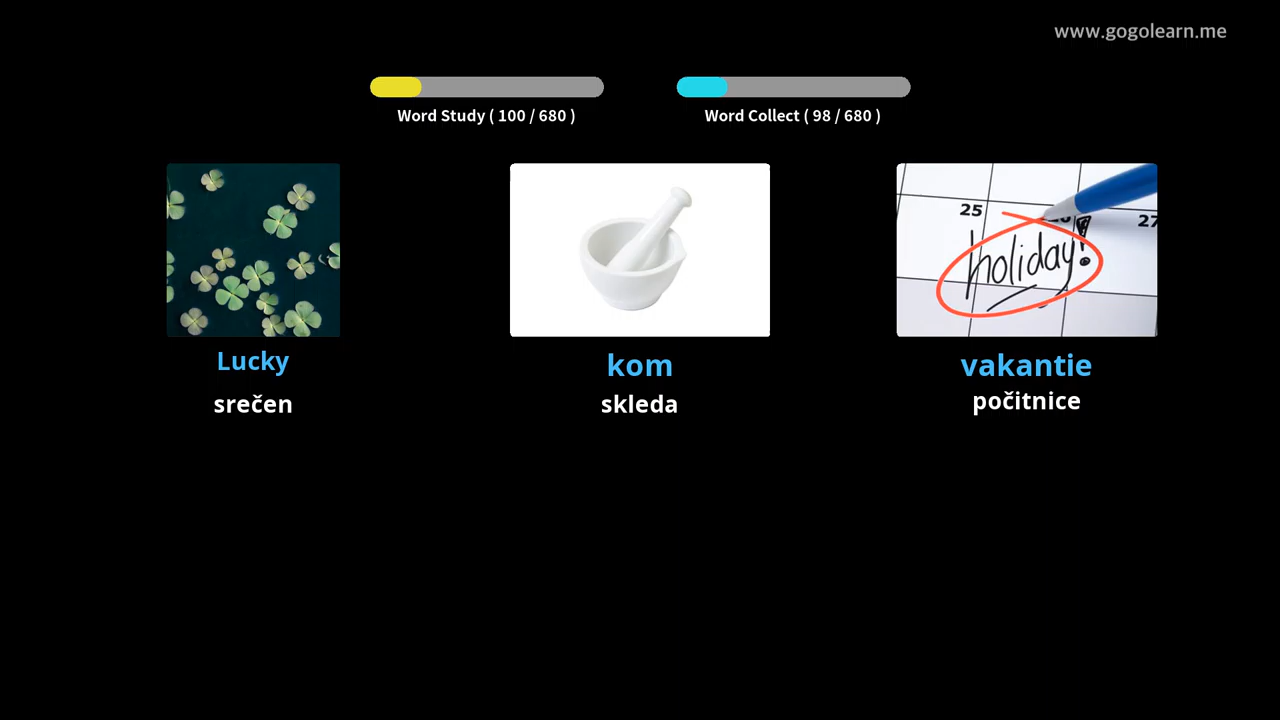 www.gogolearn.me
Word Study ( 100 / 680 )
Word Collect ( 98 / 680 )
25
27
holiday!
Lucky
kom
vakantie
srečen
skleda
počitnice